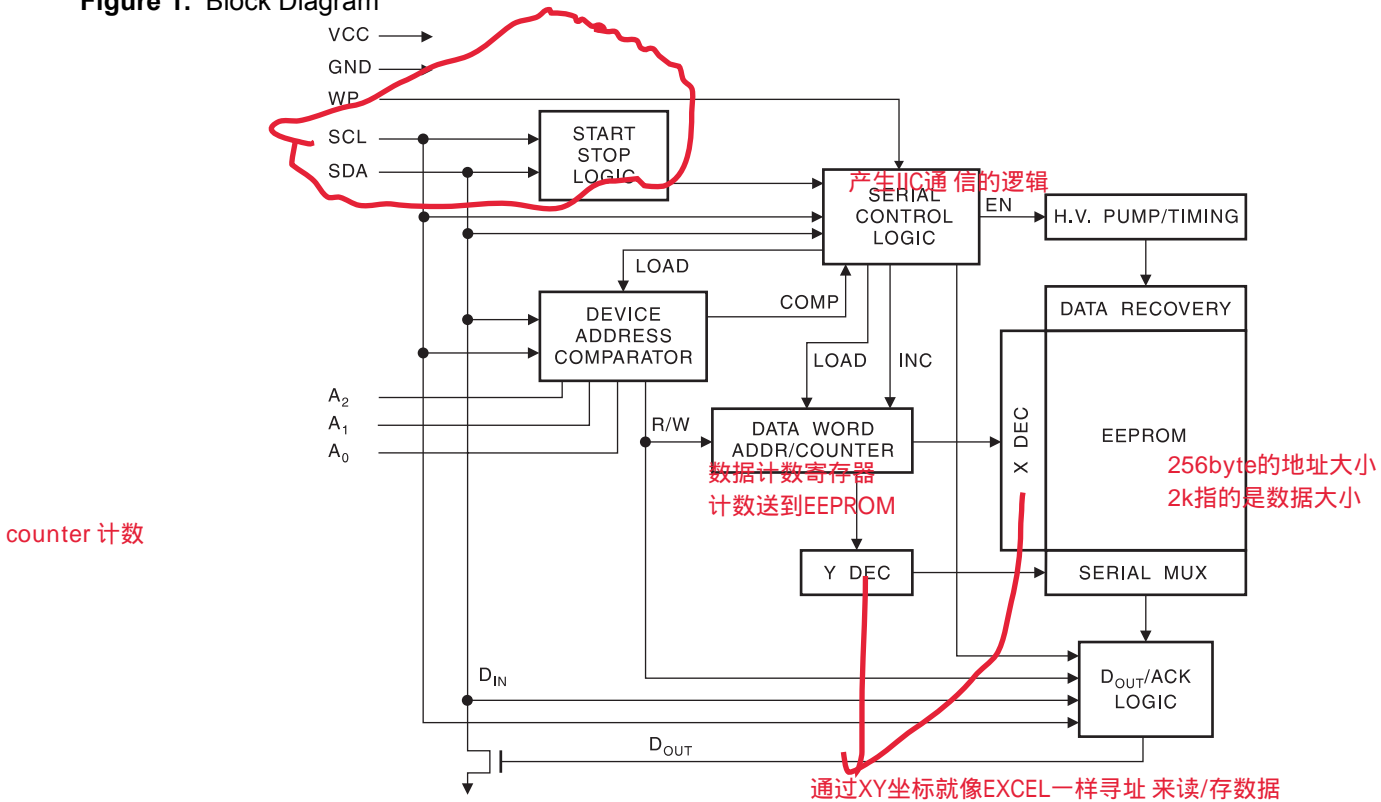 Figure 1. Block Diagram
VCC
GND
WP
SCL
SDA
START
STOP
LOGIC
产生IIC通 信的逻辑
SERIAL
CONTROL
LOGIC
EN
H.V. PUMP/TIMING
LOAD
COMP
DATA RECOVERY
DEVICE
ADDRESS
COMPARATOR
LOAD
INC
A2
A1
A0
R/W
DATA WORD
ADDR/COUNTER
X DEC
EEPROM
数据计数寄存器
计数送到EEPROM
256byte的地址大小
2k指的是数据大小
counter 计数
Y DEC
SERIAL MUX
DIN
DOUT/ACK
LOGIC
DOUT
通过XY坐标就像EXCEL一样寻址 来读/存数据